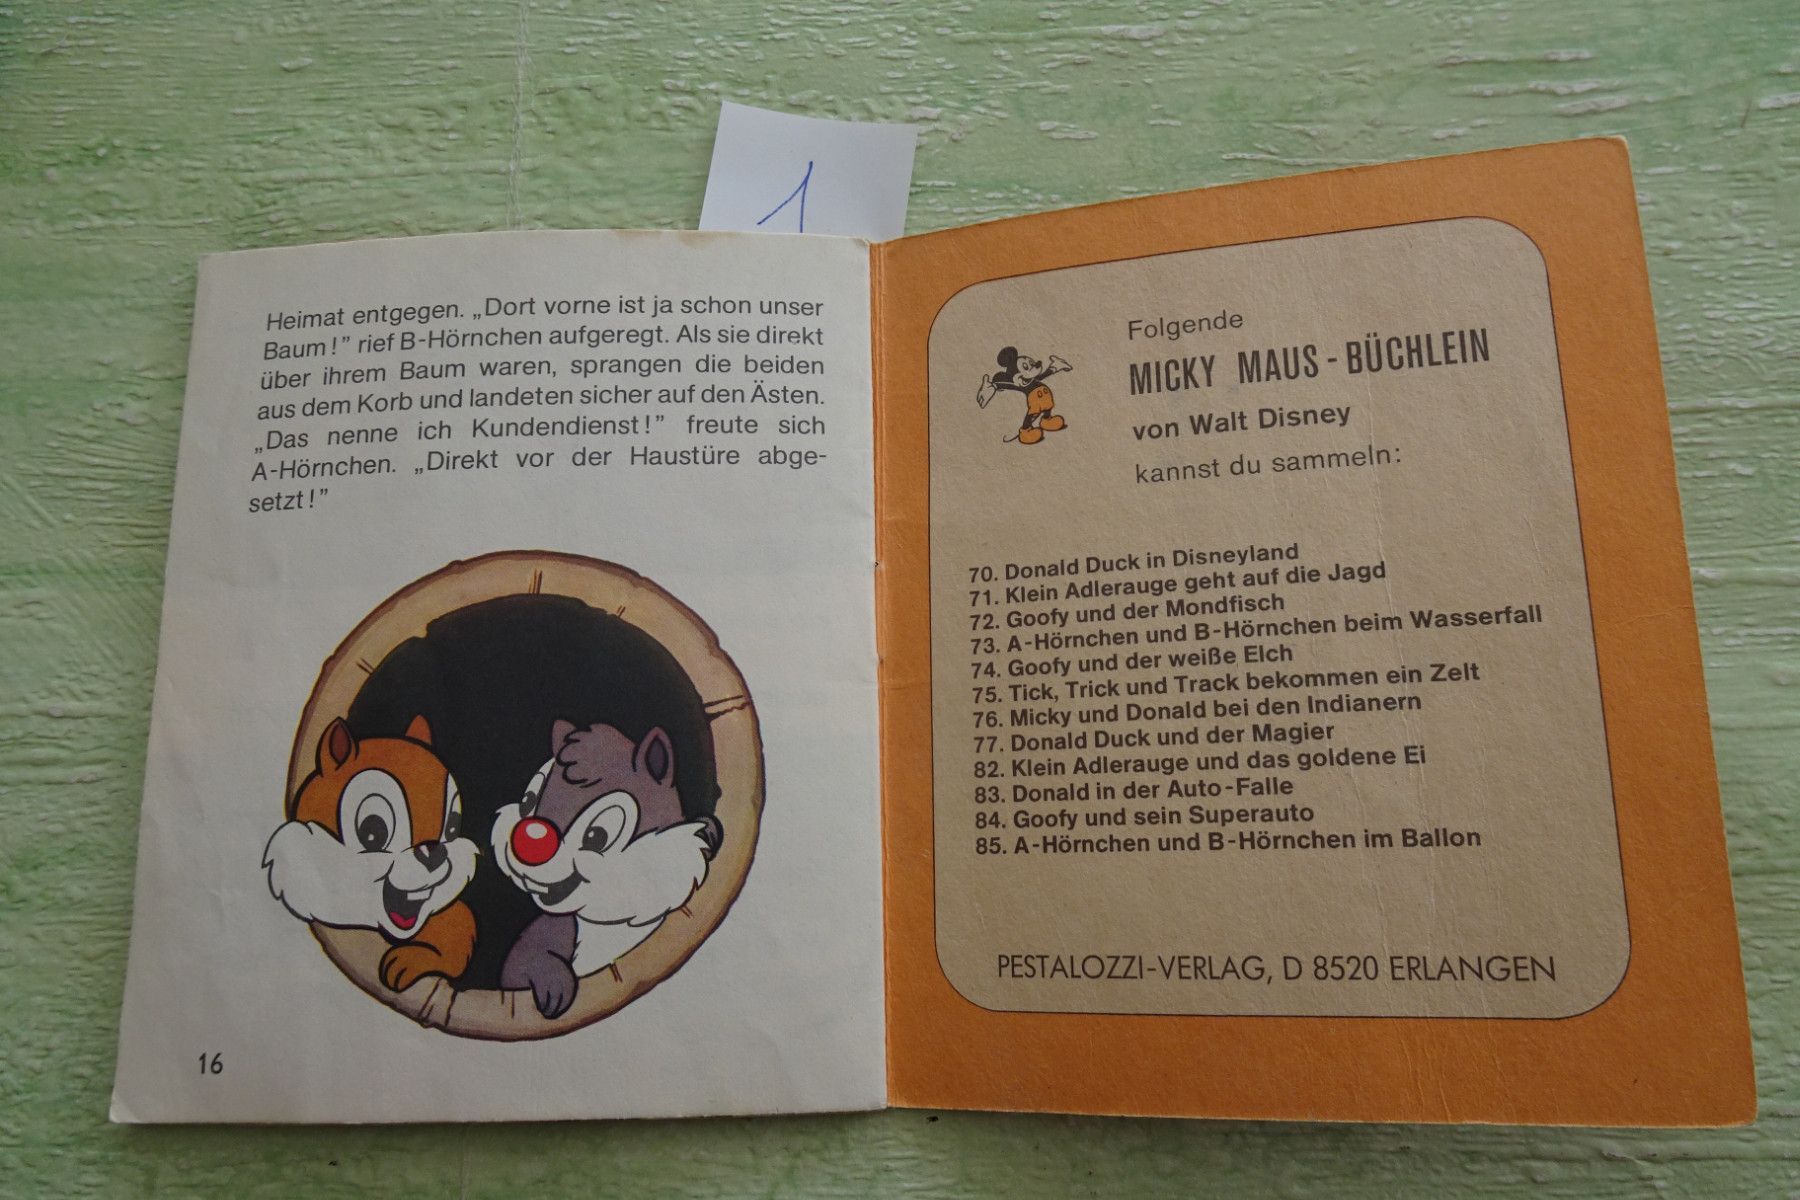 1
Heimat entgegen. „Dort vorne ist ja schon unser
Baum!” rief B-Hörnchen aufgeregt. Als sie direkt
über ihrem Baum waren, sprangen die beiden
aus dem Korb und landeten sicher auf den Ästen.
„Das nenne ich Kundendienst!” freute sich
A-Hörnchen. „Direkt vor der Haustüre abge-
setzt!”
16
Folgende
MICKY MAUS-BÜCHLEIN
von Walt Disney
kannst du sammeln:
70. Donald Duck in Disneyland
71. Klein Adlerauge geht auf die Jagd
72. Goofy und der Mondfisch
73. A-Hörnchen und B-Hörnchen beim Wasserfall
74. Goofy und der weiße Elch
75. Tick, Trick und Track bekommen ein Zelt
76. Micky und Donald bei den Indianern
77. Donald Duck und der Magier
82. Klein Adlerauge und das goldene Ei
83. Donald in der Auto-Falle
84. Goofy und sein Superauto
85. A-Hörnchen und B-Hörnchen im Ballon
PESTALOZZI-VERLAG, D 8520 ERLANGEN